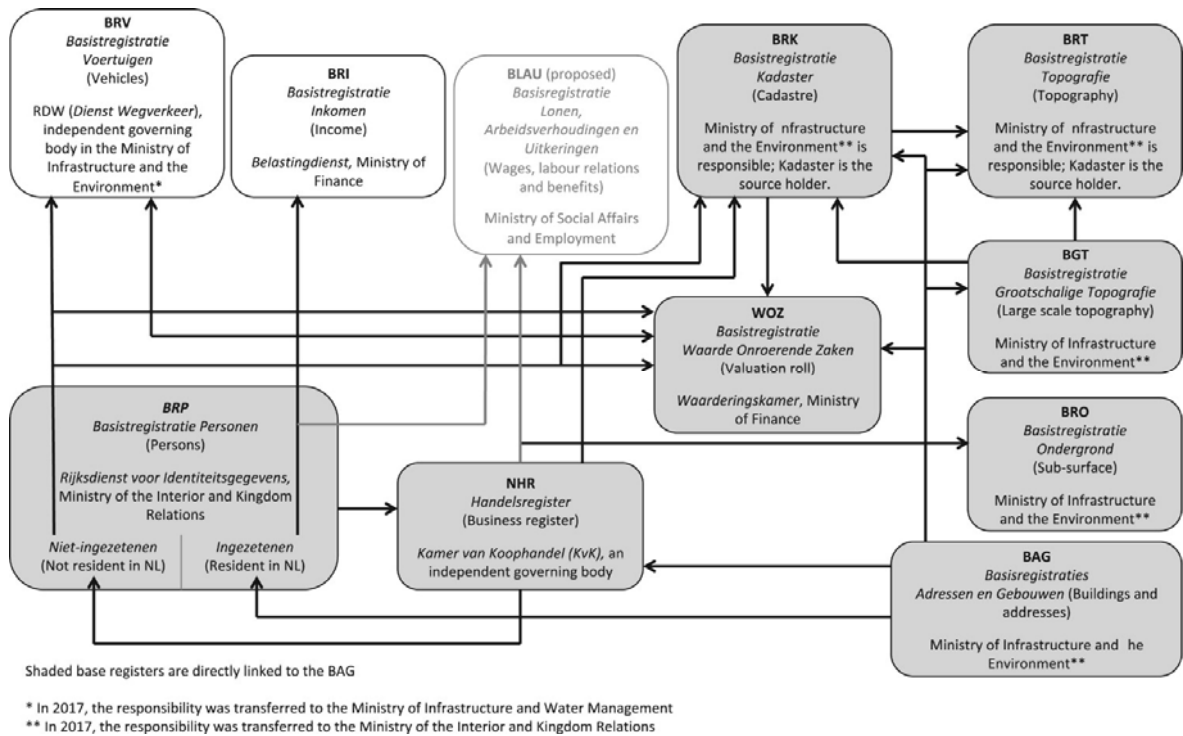 BRV
Basistregistratie
Voertuigen
(Vehicles)
RDW (Dienst Wegverkeer),
independent governing
body in the Ministry of
Infrastructure and the
Environment*
BRI
Basistregistratie
Inkomen
(Income)
Belastingdienst, Ministry of
Finance
BLAU (proposed)
Basisregistratie
Lonen,
Arbeidsverhoudingen en
Uitkeringen
(Wages, labour relations
and benefits)
Ministry of Social Affairs
and Employment
BRK
Basistregistratie
Kadaster
(Cadastre)
Ministry of nfrastructure
and the Environment** is
responsible; Kadaster is the
source holder.
BRT
Basistregistratie
Topografie
(Topography)
Ministry of nfrastructure
and the Environment** is
responsible; Kadaster is the
source holder.
BGT
Basistregistratie
Grootschalige Topografie
(Large scale topography)
Ministry of Infrastructure
and the Environment**
WOZ
Basisregistratie
Waarde Onroerende Zaken
(Valuation roll)
Waarderingskamer, Ministry
of Finance
BRP
Basistregistratie Personen
(Persons)
Rijksdienst voor Identiteitsgegevens,
Ministry of the Interior and Kingdom
Relations
Niet-ingezetenen
(Not resident in NL)
Ingezetenen
(Resident in NL)
NHR
Handelsregister
(Business register)
Kamer van Koophandel (KvK), an
independent governing body
BRO
Basistregistratie
Ondergrond
(Sub-surface)
Ministry of Infrastructure
and the Environment**
BAG
Basisregistraties
Adressen en Gebouwen (Buildings and
addresses)
Ministry of Infrastructure and he
Environment**
Shaded base registers are directly linked to the BAG
* In 2017, the responsibility was transferred to the Ministry of Infrastructure and Water Management
** In 2017, the responsibility was transferred to the Ministry of the Interior and Kingdom Relations